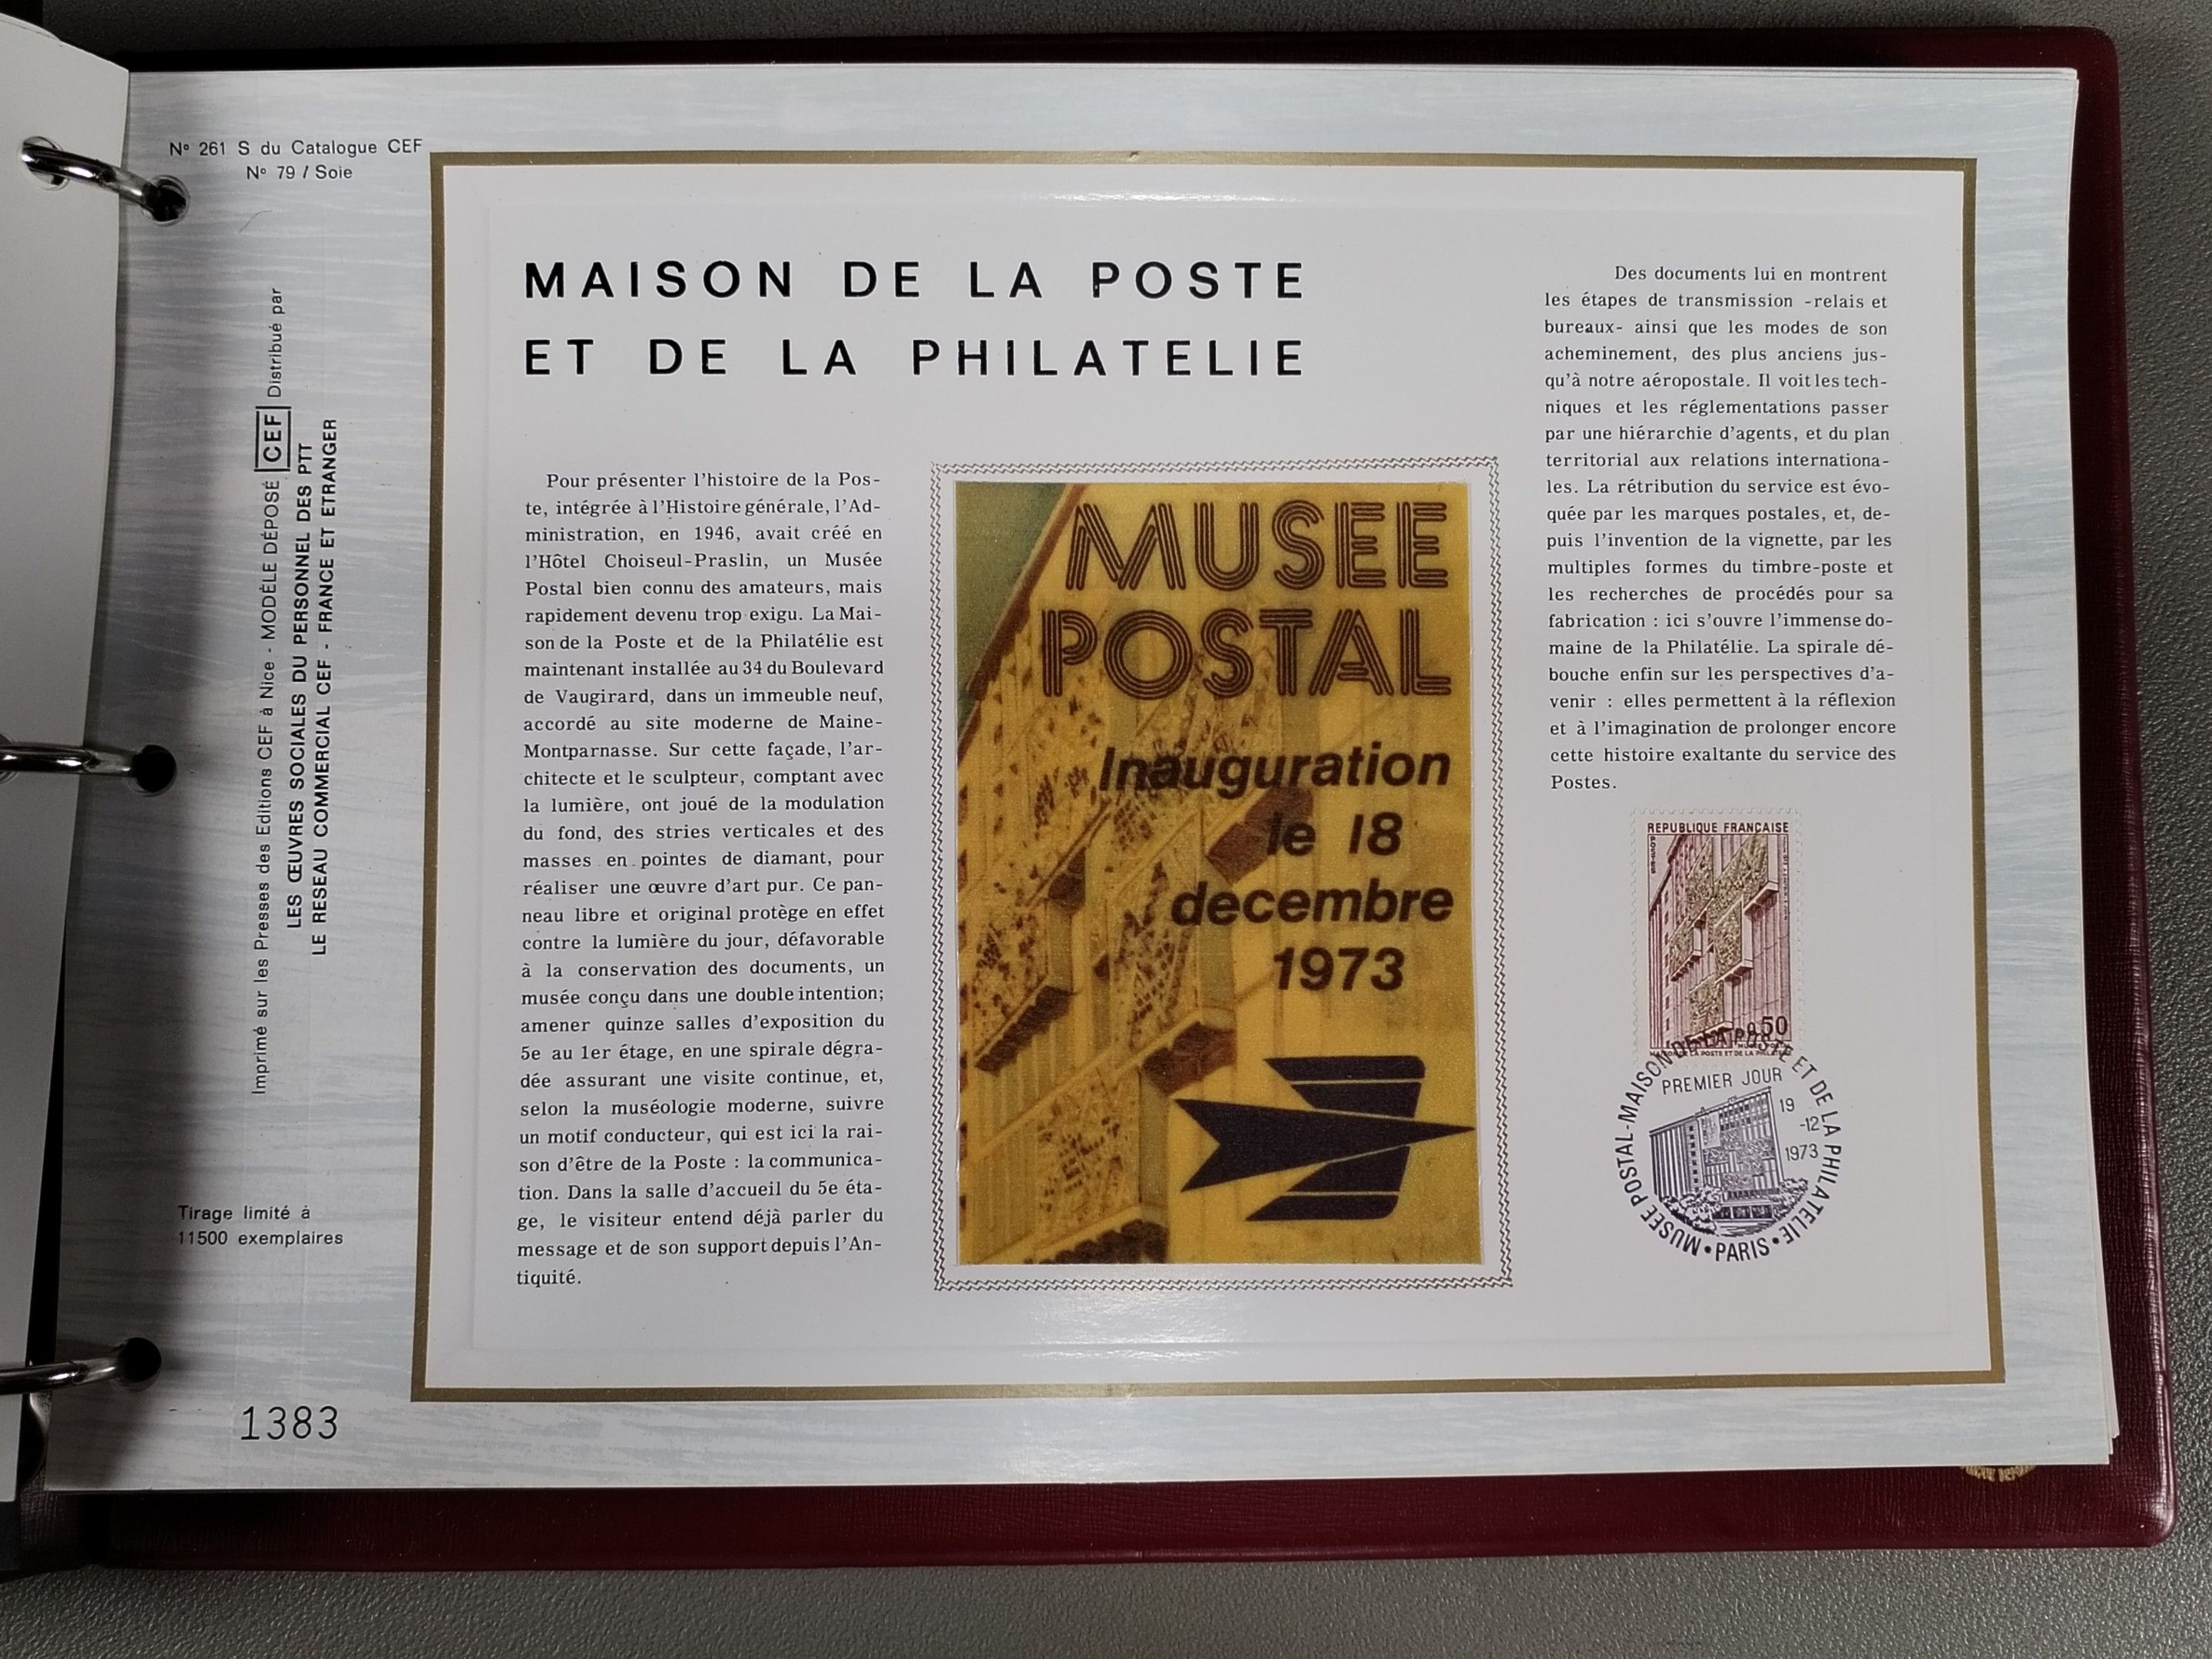 N° 261 S du Catalogue CEF
N° 79 / Soie
Imprimé sur les Presses des Editions CEF à Nice - MODÈLE DÉPOSÉ CEF Distribué par
LES ŒUVRES SOCIALES DU PERSONNEL DES PTT
LE RESEAU COMMERCIAL CEF - FRANCE ET ETRANGER
Tirage limité à
11500 exemplaires
1383
MAISON DE LA POSTE
ET DE LA PHILATELIE
Pour présenter l'histoire de la Pos-
te, intégrée à l'Histoire générale, l'Ad-
ministration, en 1946, avait créé en
l'Hôtel Choiseul-Praslin, un Musée
Postal bien connu des amateurs, mais
rapidement devenu trop exigu. La Mai-
son de la Poste et de la Philatélie est
maintenant installée au 34 du Boulevard
de Vaugirard, dans un immeuble neuf,
accordé au site moderne de Maine-
Montparnasse. Sur cette façade, l'ar-
chitecte et le sculpteur, comptant avec
la lumière, ont joué de la modulation
du fond, des stries verticales et des
masses en pointes de diamant, pour
réaliser une œuvre d'art pur. Ce pan-
neau libre et original protège en effet
contre la lumière du jour, défavorable
à la conservation des documents, un
musée conçu dans une double intention;
amener quinze salles d'exposition du
5e au 1er étage, en une spirale dégra-
dée assurant une visite continue, et,
selon la muséologie moderne, suivre
un motif conducteur, qui est ici la rai-
son d'être de la Poste : la communica-
tion. Dans la salle d'accueil du 5e éta-
ge, le visiteur entend déjà parler du
message et de son support depuis l'An-
tiquité.
MUSEE
POSTAL
Inauguration
le 18
decembre
1973
Des documents lui en montrent
les étapes de transmission -relais et
bureaux- ainsi que les modes de son
acheminement, des plus anciens jus-
qu'à notre aéropostale. Il voit les tech-
niques et les réglementations passer
par une hiérarchie d'agents, et du plan
territorial aux relations internationa-
les. La rétribution du service est évo-
quée par les marques postales, et, de-
puis l'invention de la vignette, par les
multiples formes du timbre-poste et
les recherches de procédés pour sa
fabrication : ici s'ouvre l'immense do-
maine de la Philatélie. La spirale dé-
bouche enfin sur les perspectives d'a-
venir : elles permettent à la réflexion
et à l'imagination de prolonger encore
cette histoire exaltante du service des
Postes.
REPUBLIQUE FRANÇAISE
0,50
MAISON DE LA POSTE ET DE LA PHILATELIE
MUSEE POSTAL-MAISON DE LA POSTE ET DE LA PHILATELIE
PREMIER JOUR
19
-12
1973
• PARIS •